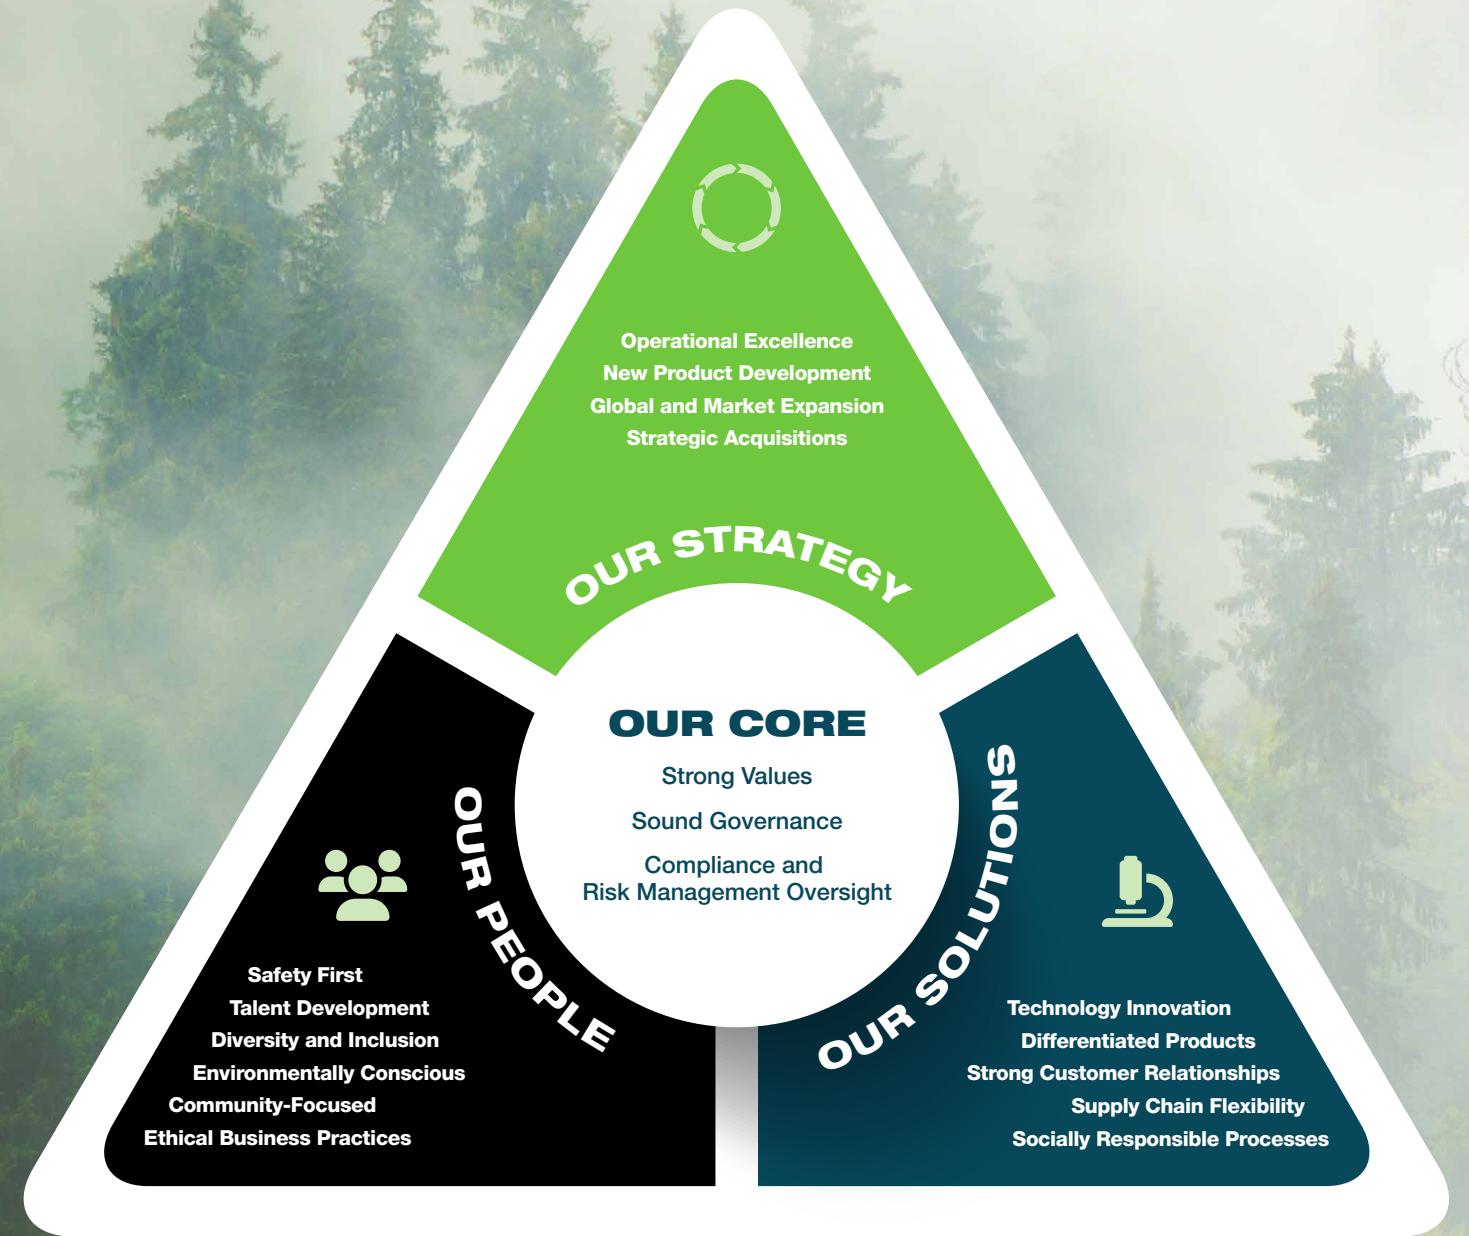 Operational Excellence
New Product Development
Global and Market Expansion
Strategic Acquisitions
OUR STRATEGY
OUR CORE
Strong Values
Sound Governance
Compliance and
Risk Management Oversight
OUR PEOPLE
Safety First
Talent Development
Diversity and Inclusion
Environmentally Conscious
Community-Focused
Ethical Business Practices
OUR SOLUTIONS
Technology Innovation
Differentiated Products
Strong Customer Relationships
Supply Chain Flexibility
Socially Responsible Processes